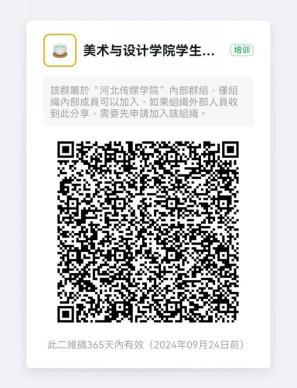 美术与设计学院学生...
培训
該群屬於“河北传媒学院”內部群組，僅組
織內部成員可以加入，如果組織外部人員收
到此分享，需要先申請加入該組織。
此二維碼365天內有效（2024年09月24日前）